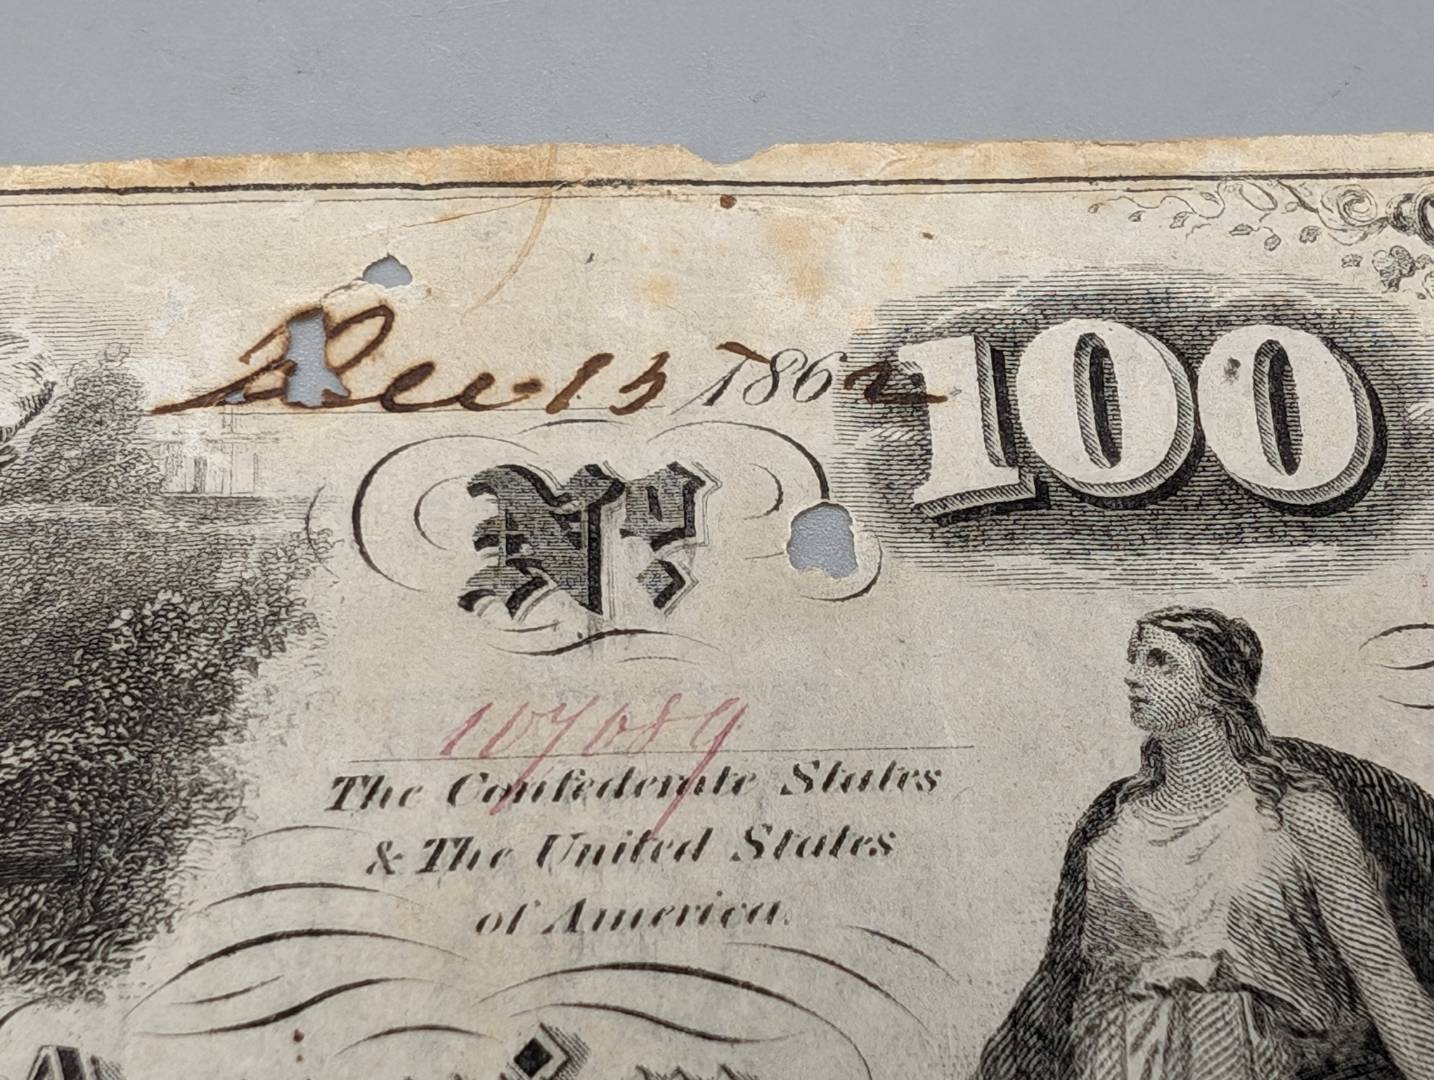 Dec 13 1862 100
No.
107089
The Confederate States
& The United States
of America.